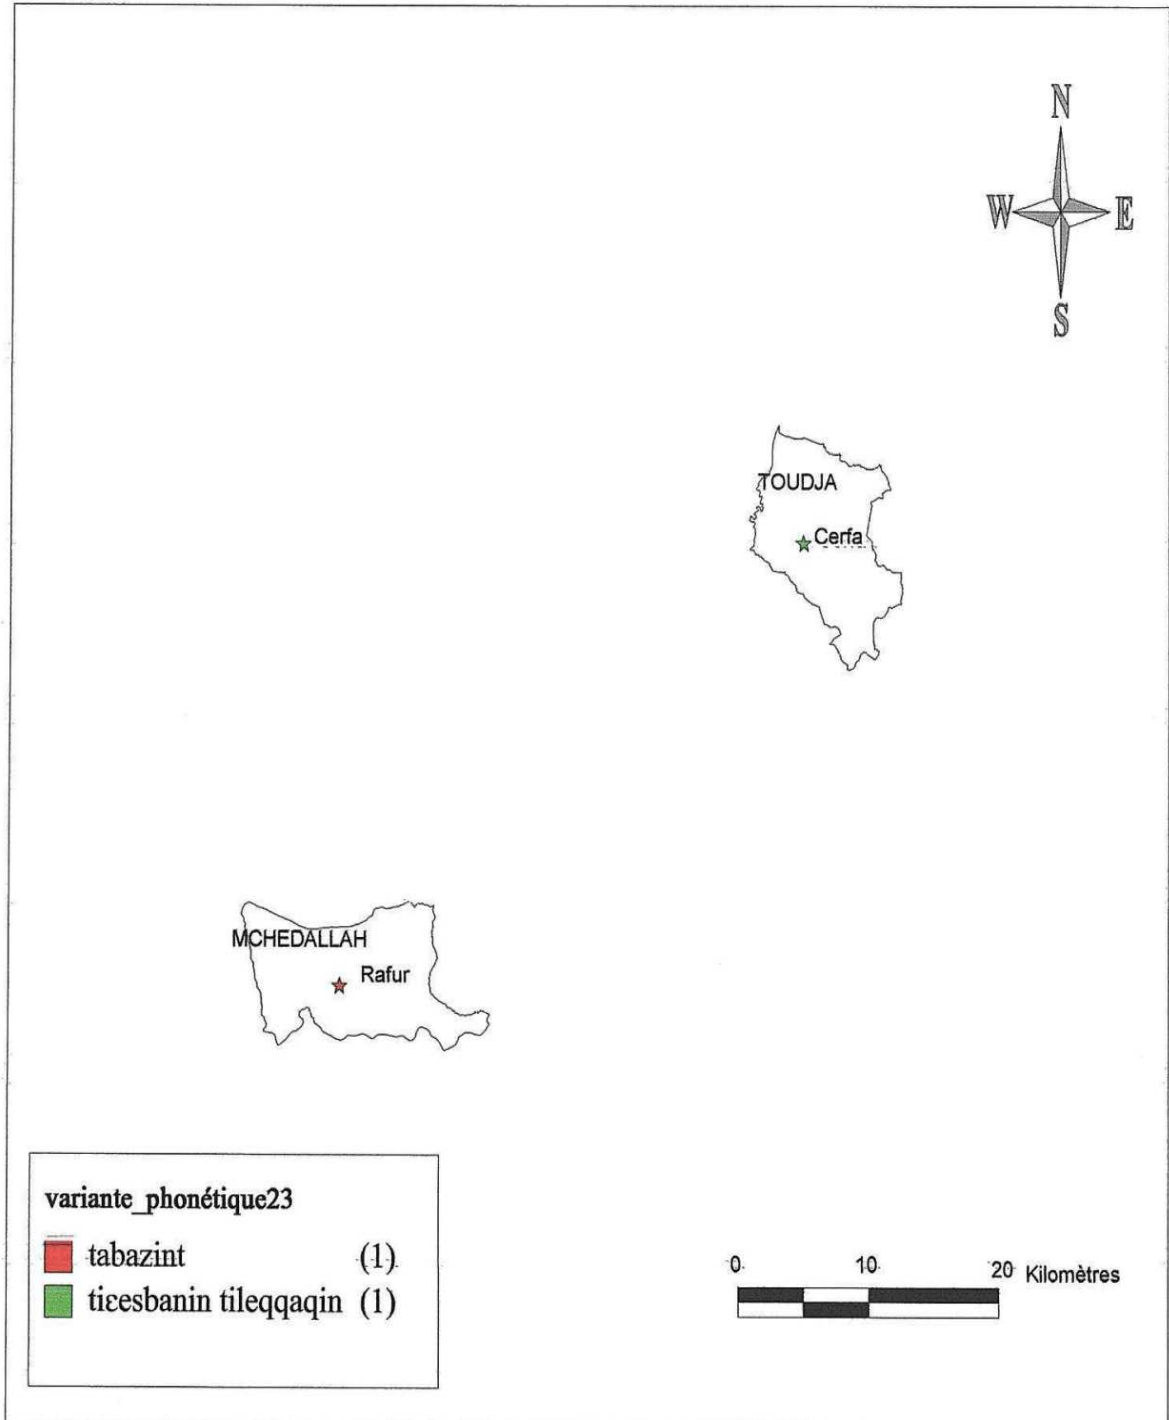 N
W E
S
TOUDJA
Cerfa
MCHEDALLAH
Rafur
variante_phonétique23
tabazint (1)
tiɛesbanin tileqqaqin (1)
0 10 20 Kilomètres